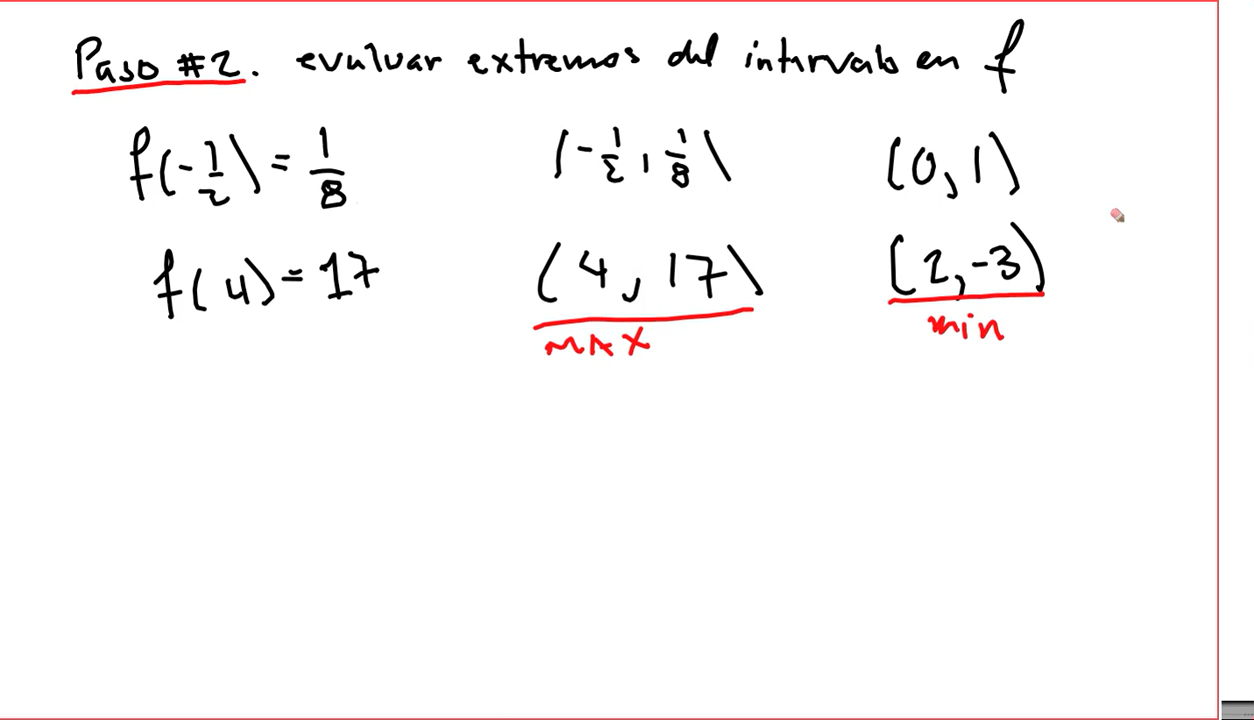 Paso #2. evaluar extremos del intervalo en f
f(-1/2) = 1/8 (-1/2, 1/8) (0, 1)
f(4) = 17 (4, 17) (2, -3)
MAX min